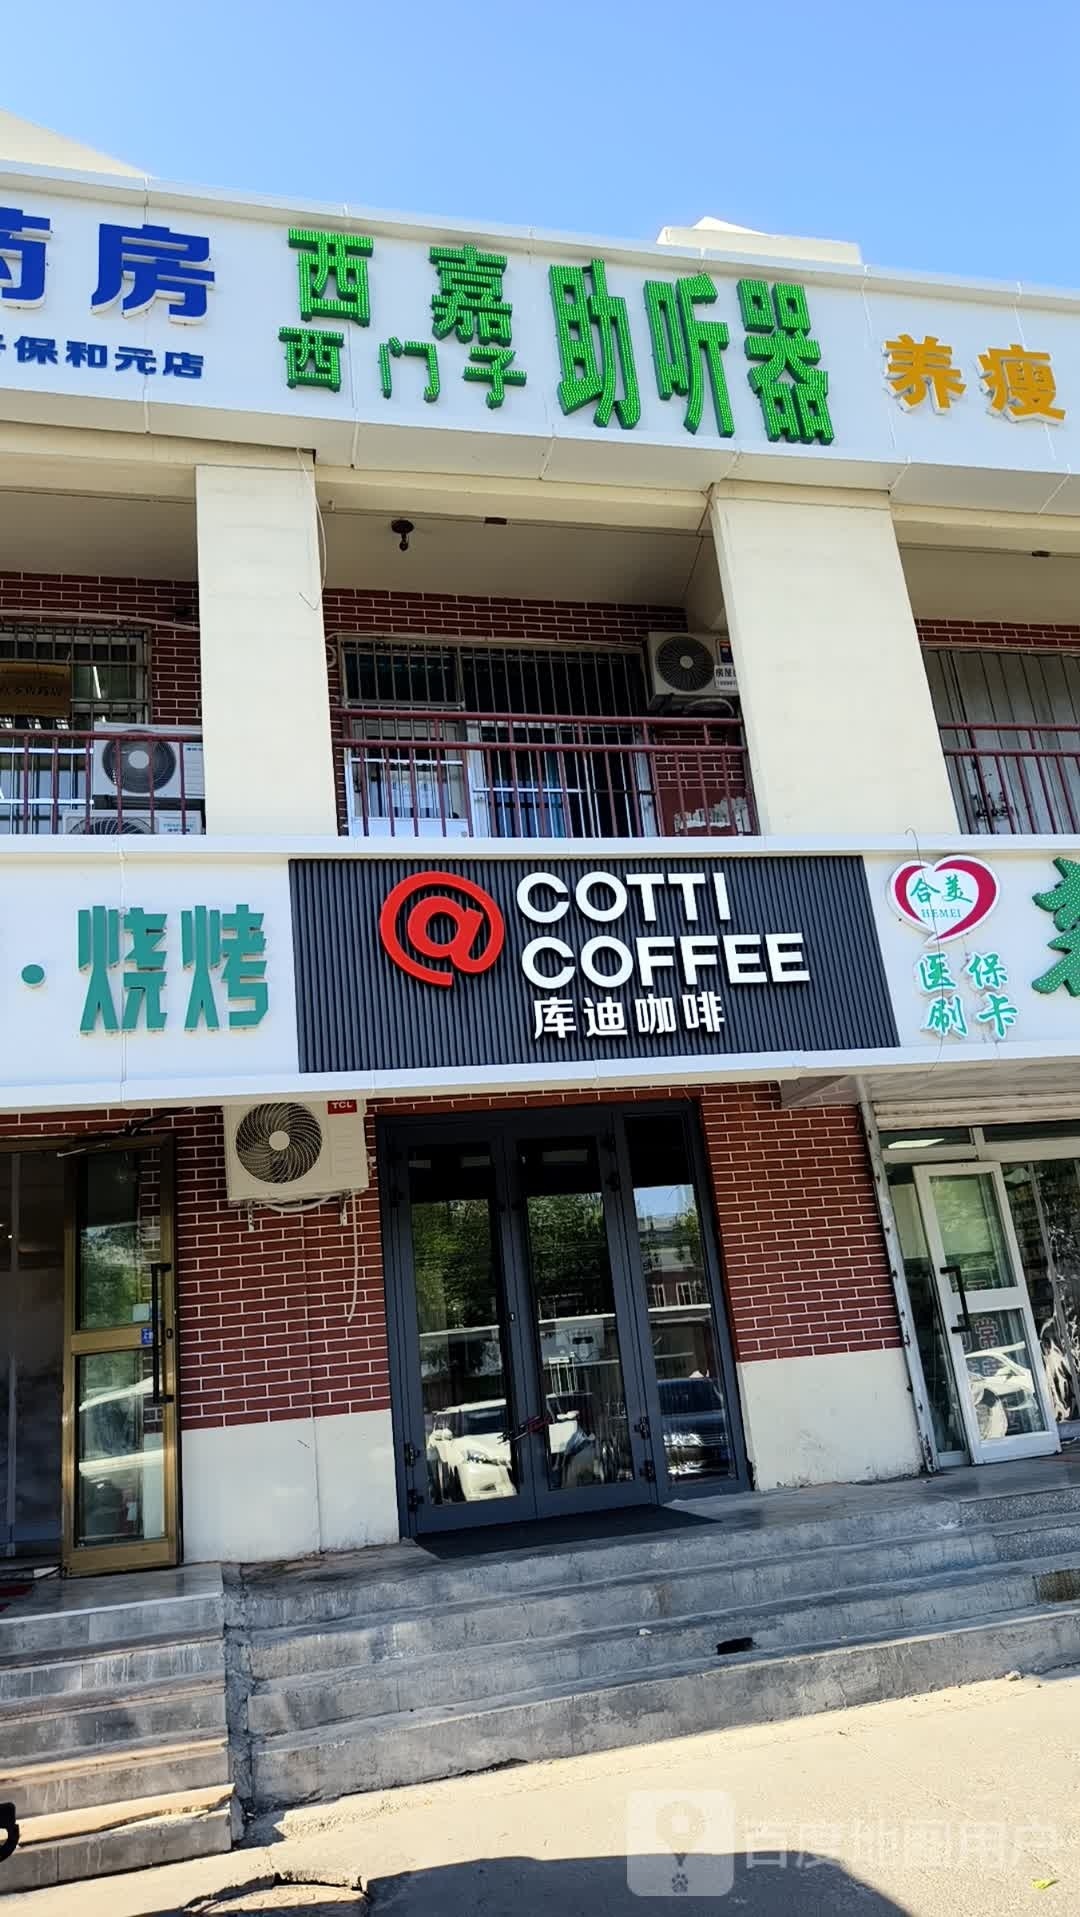 药房
保和元店
西嘉
西门子
助听器
养瘦
TCL
·烧烤
@ COTTI
COFFEE
库迪咖啡
合美
HEMEI
医保
刷卡
百度地图用户